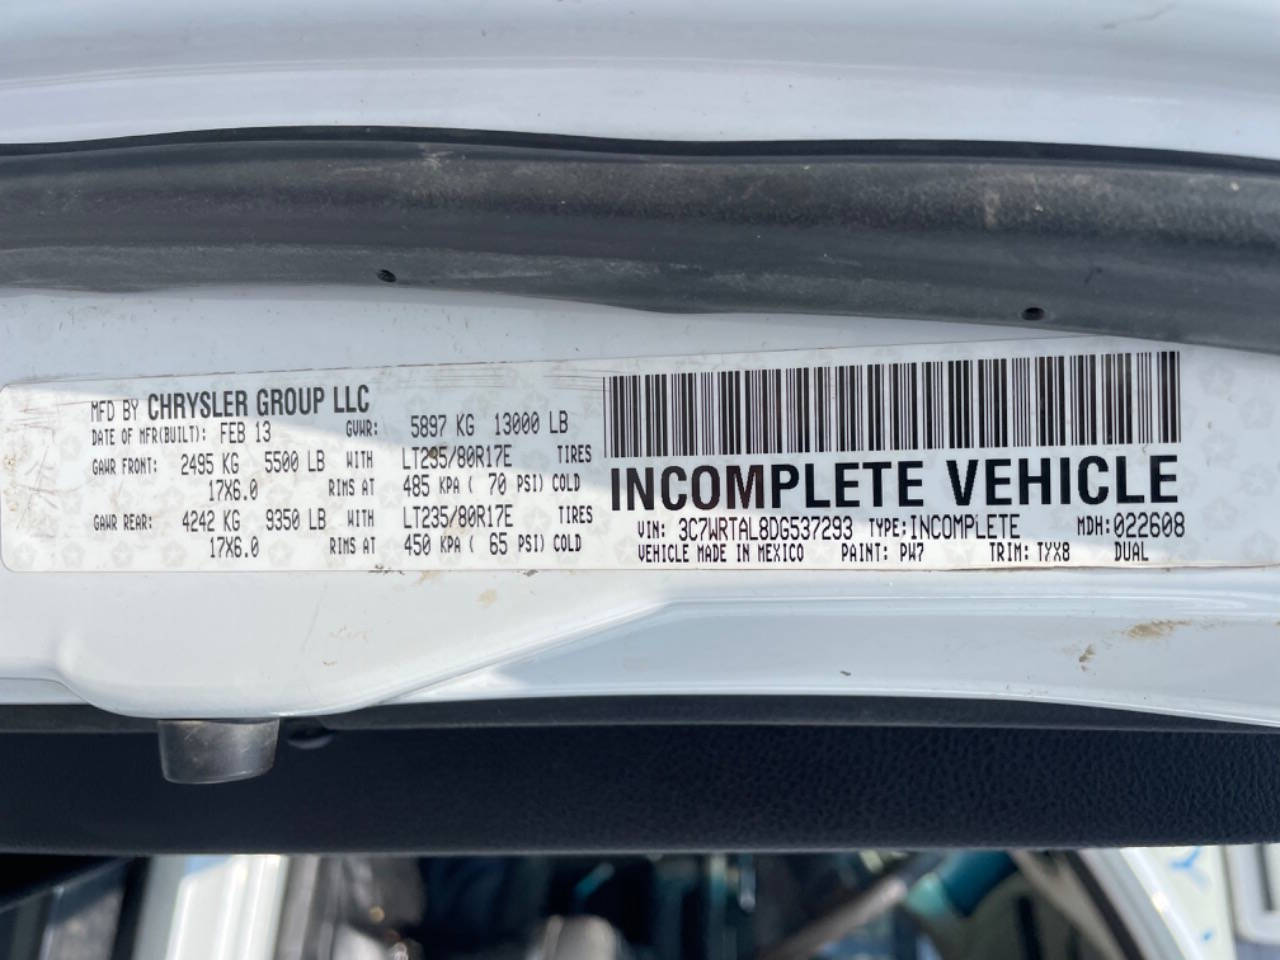 MFD BY CHRYSLER GROUP LLC
DATE OF MFR(BUILT): FEB 13 GVWR: 5897 KG 13000 LB
GAWR FRONT: 2495 KG 5500 LB WITH LT235/80R17E TIRES
17X6.0 RIMS AT 485 KPA ( 70 PSI) COLD
GAWR REAR: 4242 KG 9350 LB WITH LT235/80R17E TIRES
17X6.0 RIMS AT 450 KPA ( 65 PSI) COLD
INCOMPLETE VEHICLE
VIN: 3C7WRTAL8DG537293 TYPE:INCOMPLETE MDH:022608
VEHICLE MADE IN MEXICO PAINT: PW7 TRIM: TYX8 DUAL